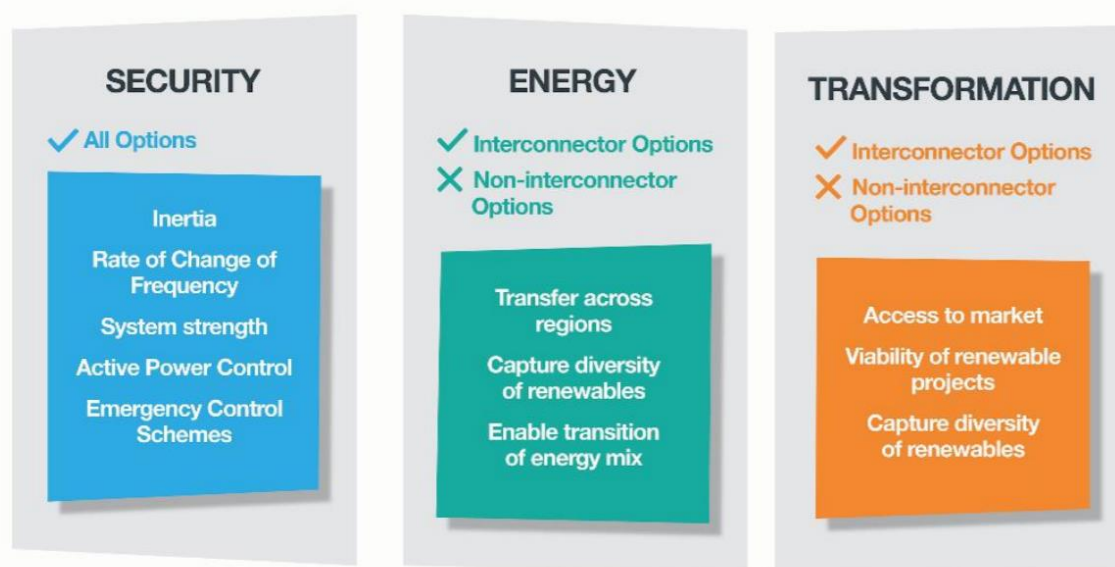 SECURITY
All Options
Inertia
Rate of Change of
Frequency
System strength
Active Power Control
Emergency Control
Schemes
ENERGY
Interconnector Options
Non-interconnector
Options
Transfer across
regions
Capture diversity
of renewables
Enable transition
of energy mix
TRANSFORMATION
Interconnector Options
Non-interconnector
Options
Access to market
Viability of renewable
projects
Capture diversity
of renewables